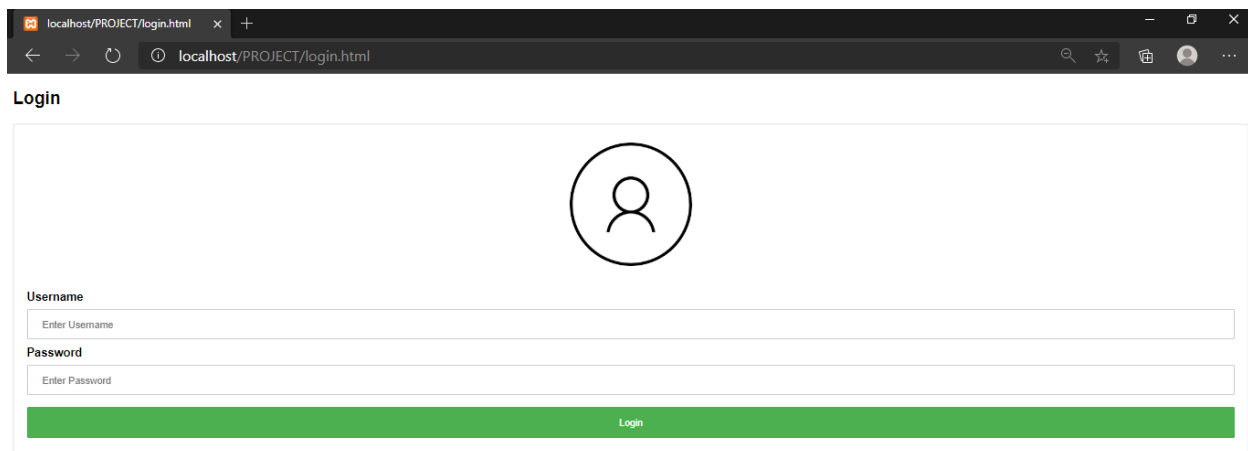 localhost/PROJECT/login.html
localhost/PROJECT/login.html
Login
Username
Enter Username
Password
Enter Password
Login